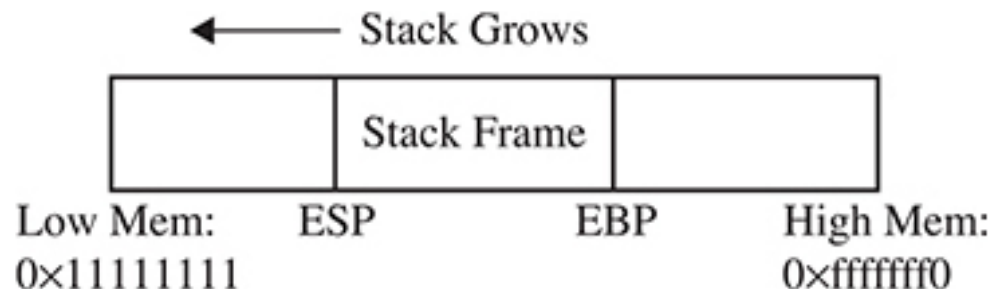 Stack Grows
Stack Frame
Low Mem: ESP EBP High Mem:
0×11111111 0×fffffff0